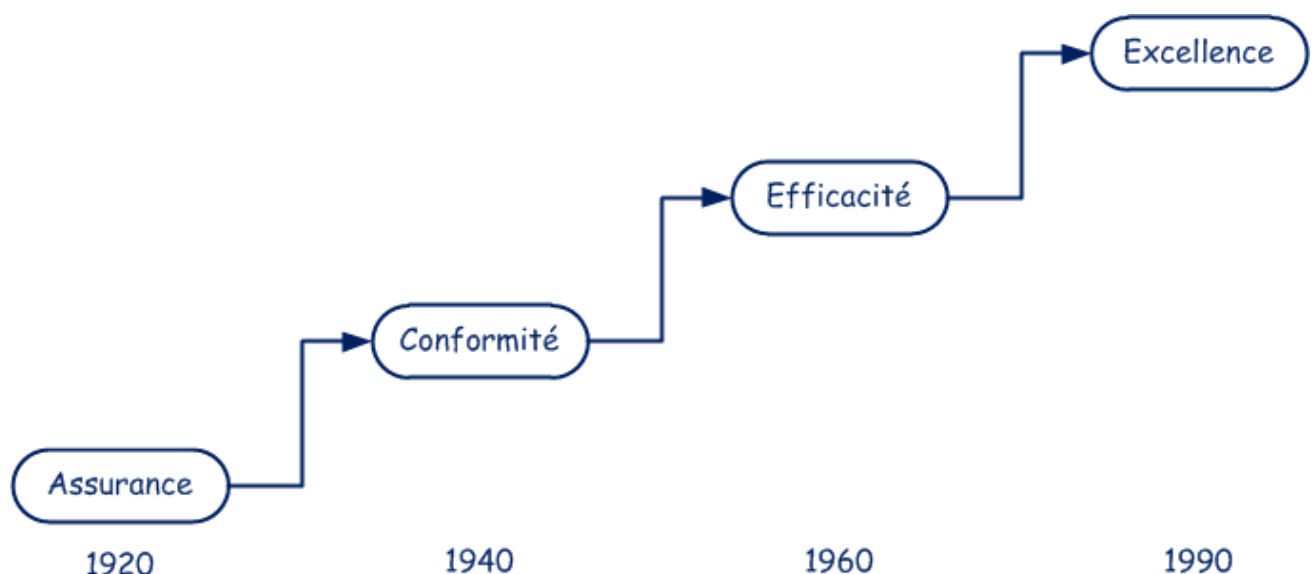 Excellence
Efficacité
Conformité
Assurance
1920 1940 1960 1990